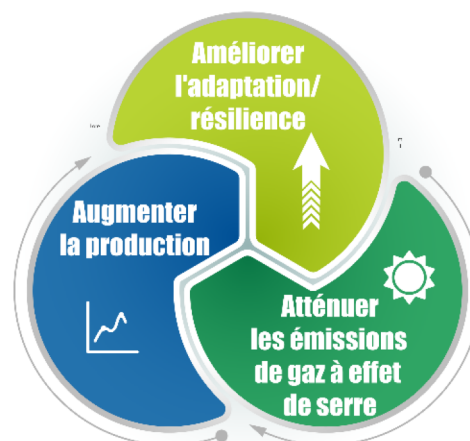 Améliorer
l'adaptation/
résilience
Augmenter
la production
Atténuer
les émissions
de gaz à effet
de serre